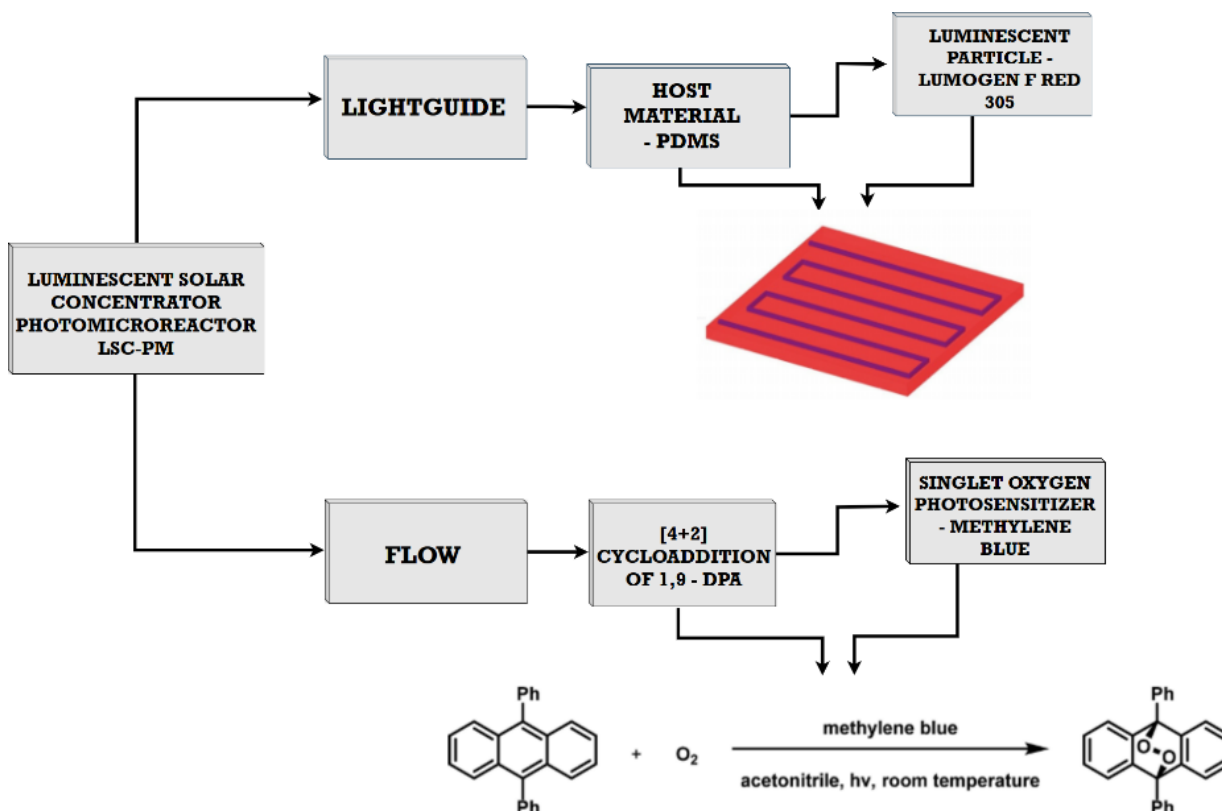 LIGHTGUIDE
HOST
MATERIAL
- PDMS
LUMINESCENT
PARTICLE -
LUMOGEN F RED
305
LUMINESCENT SOLAR
CONCENTRATOR
PHOTOMICROREACTOR
LSC-PM
FLOW
[4+2]
CYCLOADDITION
OF 1,9 - DPA
SINGLET OXYGEN
PHOTOSENSITIZER
- METHYLENE
BLUE
Ph
Ph
+ O₂
methylene blue
acetonitrile, hv, room temperature
Ph
O-O
Ph